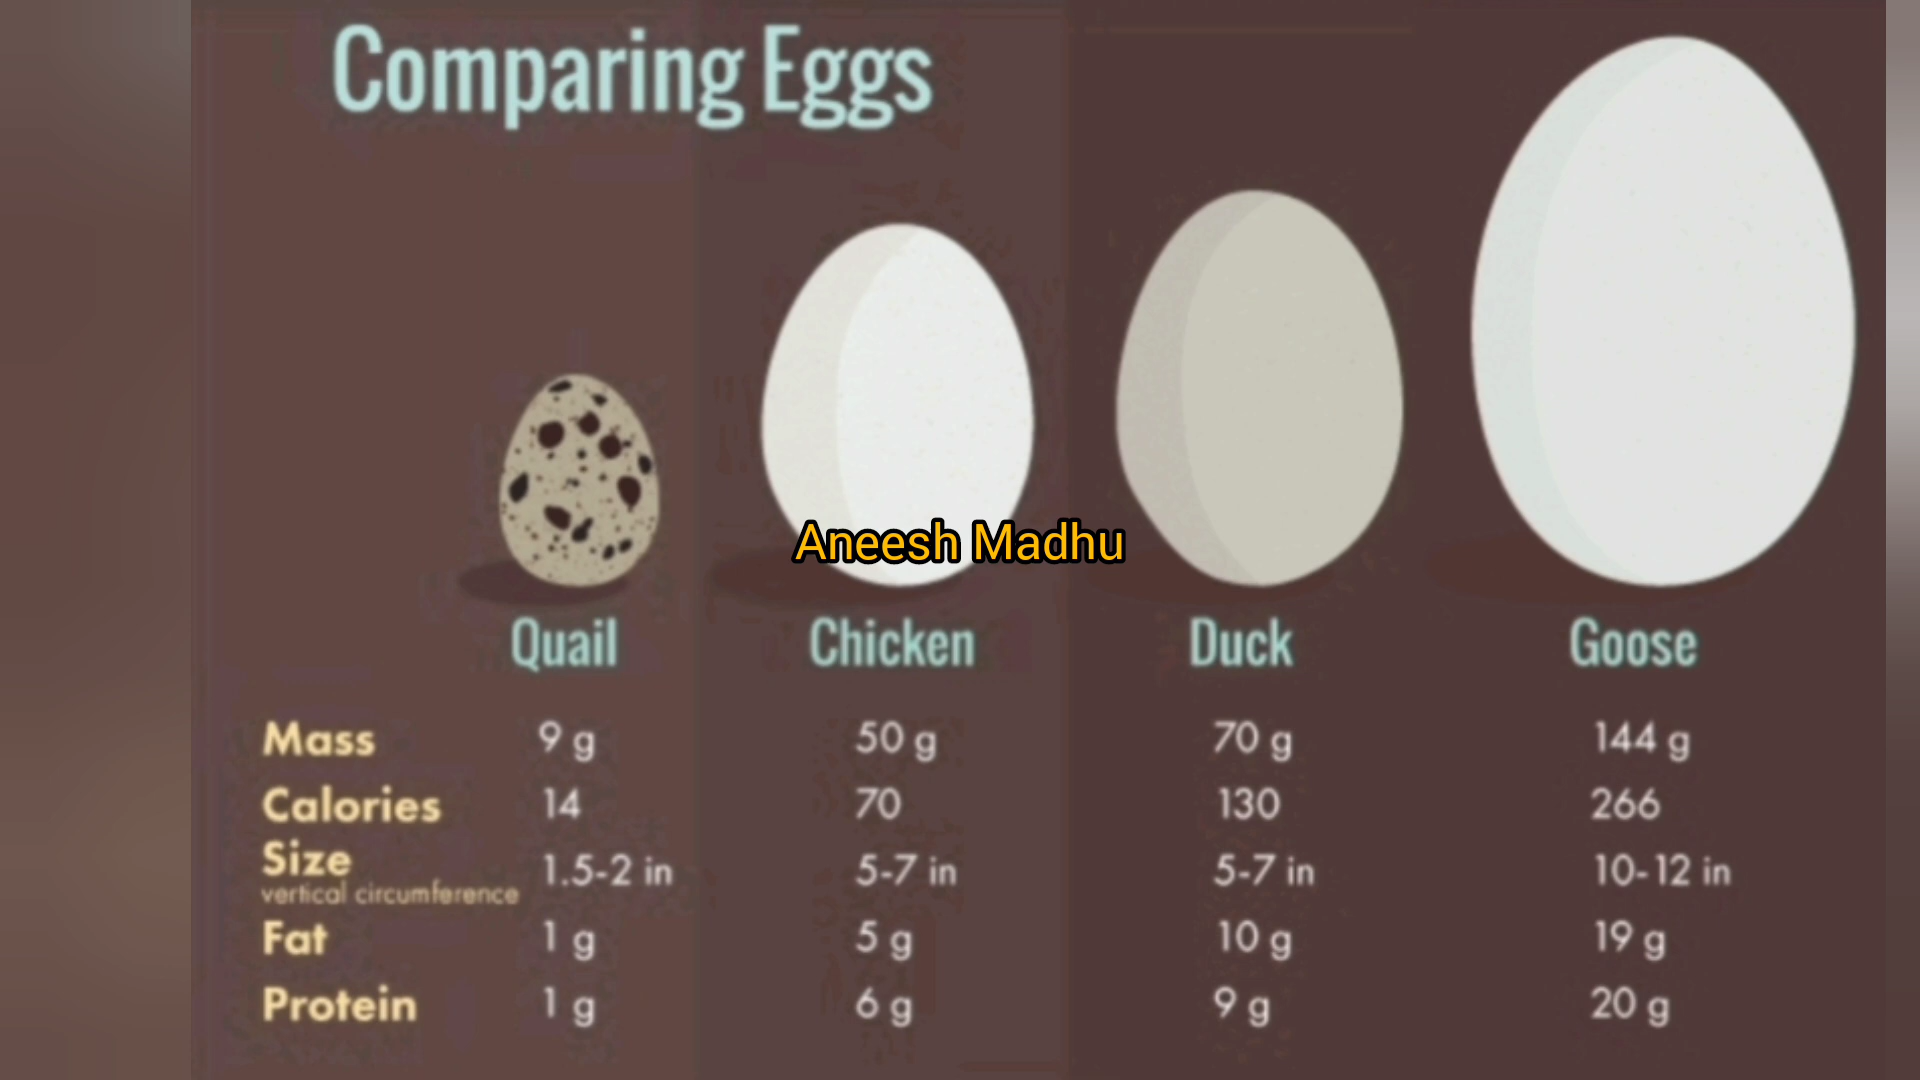 Comparing Eggs
Aneesh Madhu
Quail Chicken Duck Goose
Mass 9 g 50 g 70 g 144 g
Calories 14 70 130 266
Size 1.5-2 in 5-7 in 5-7 in 10-12 in
vertical circumference
Fat 1 g 5 g 10 g 19 g
Protein 1 g 6 g 9 g 20 g